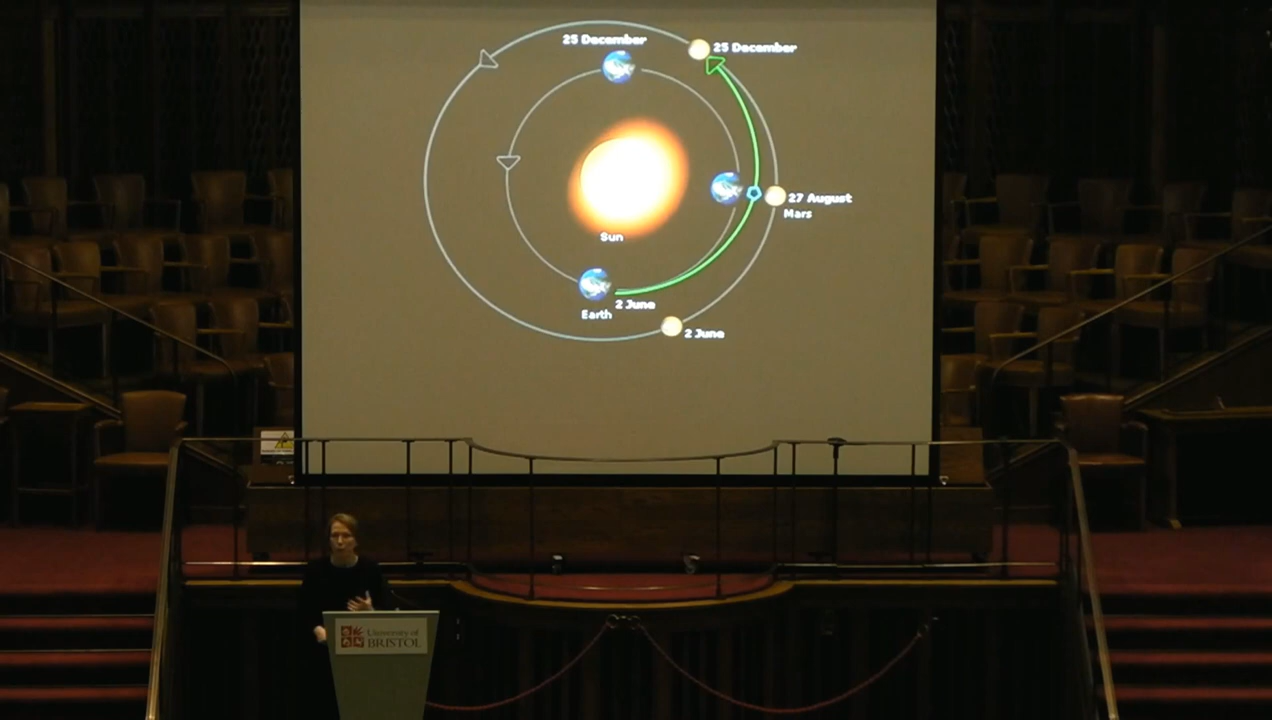 25 December
25 December
27 August
Mars
Sun
2 June
Earth
2 June
University of
BRISTOL